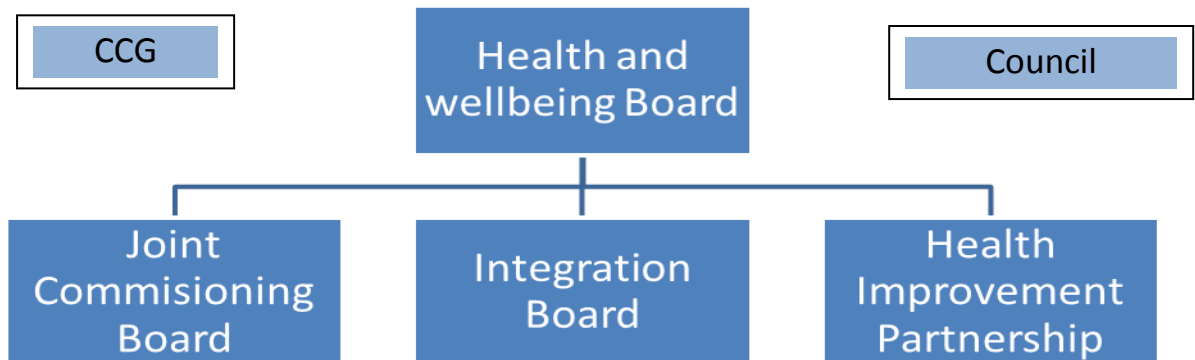 CCG
Health and
wellbeing Board
Council
Joint
Commisioning
Board
Integration
Board
Health
Improvement
Partnership